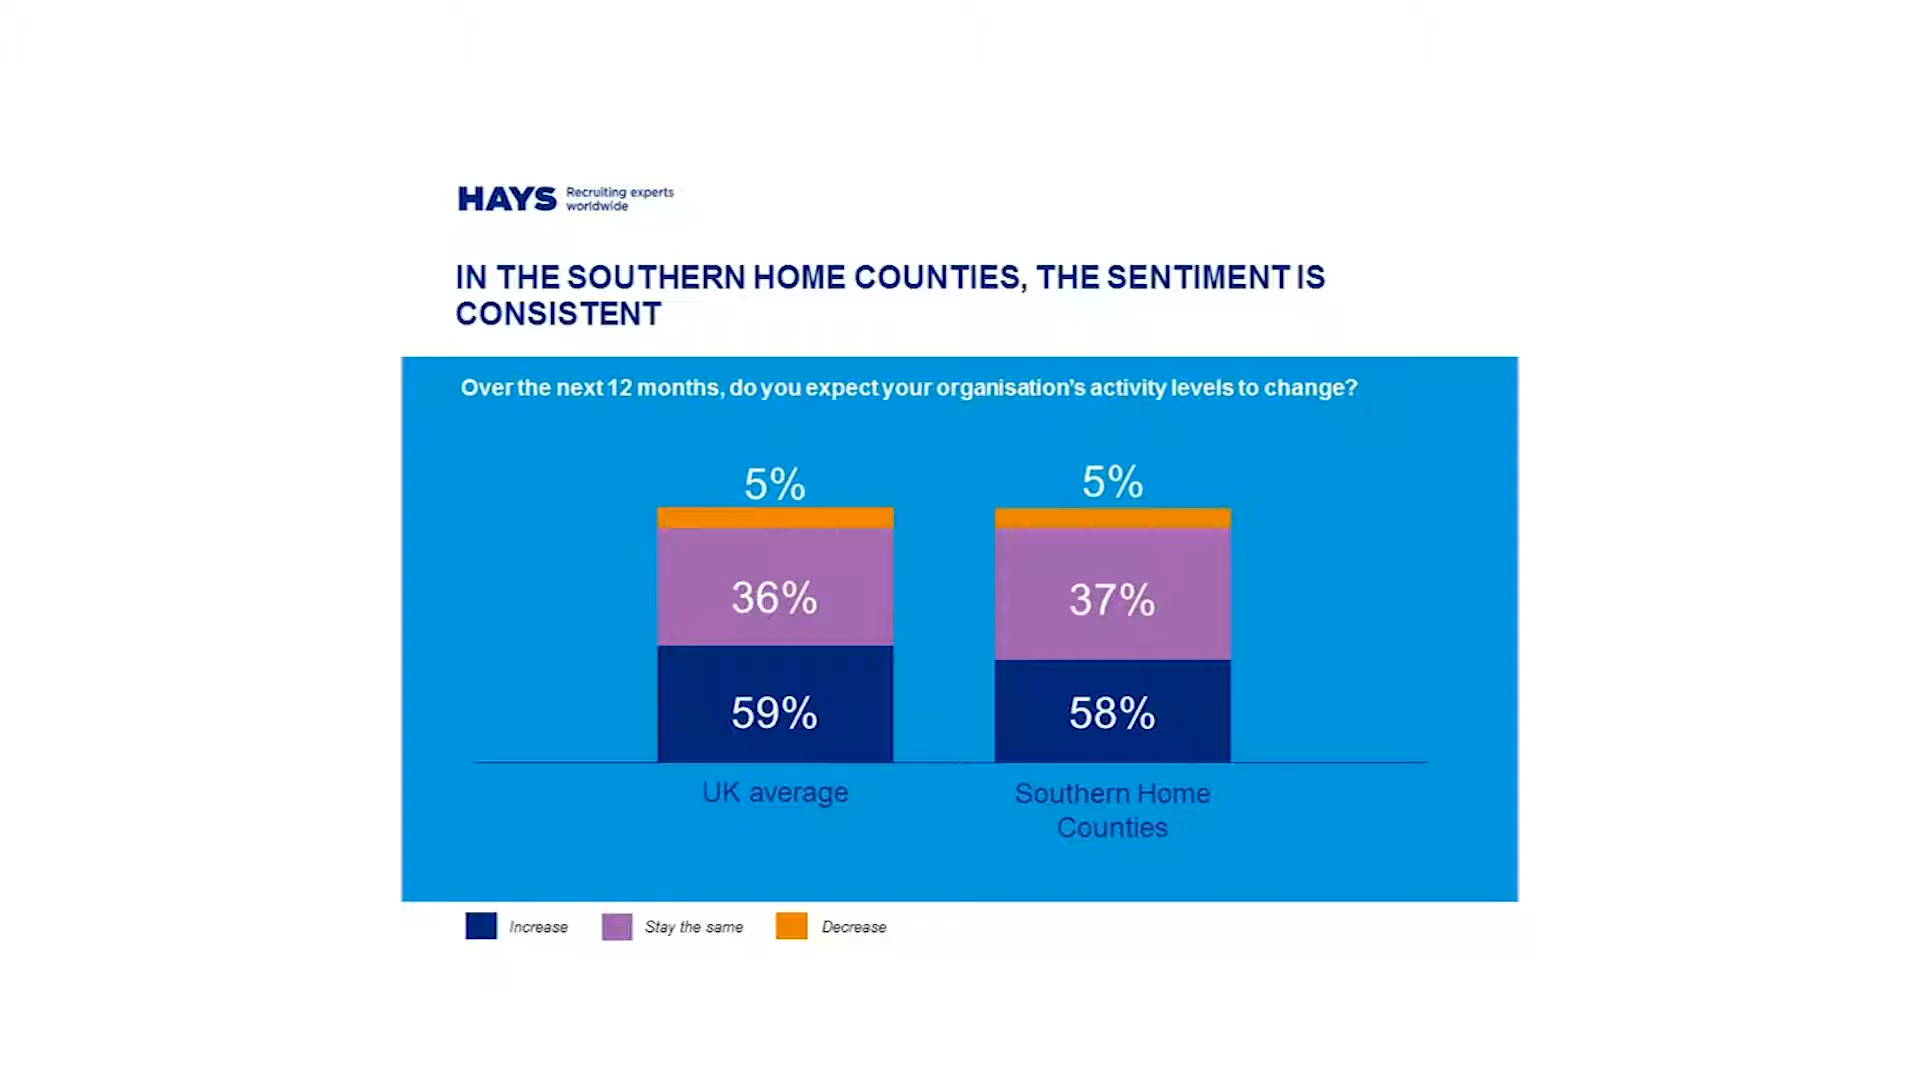 HAYS Recruiting experts
worldwide
IN THE SOUTHERN HOME COUNTIES, THE SENTIMENT IS
CONSISTENT
Over the next 12 months, do you expect your organisation's activity levels to change?
5%
36%
59%
UK average
5%
37%
58%
Southern Home
Counties
Increase
Stay the same
Decrease